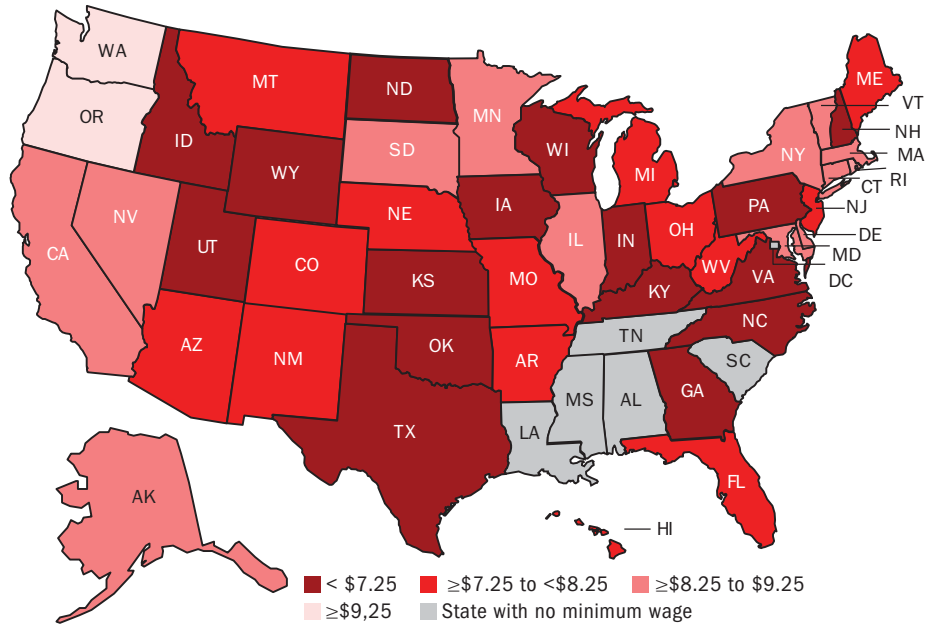 WA
MT
ND
MN
ME
VT
OR
ID
SD
WI
NY
NH
MA
WY
MI
CT
RI
NE
IA
PA
NJ
NV
UT
CO
IL
IN
OH
DE
CA
KS
MO
WV
VA
MD
KY
DC
AZ
NM
OK
AR
TN
NC
SC
TX
LA
MS
AL
GA
AK
FL
HI
< $7.25
≥$7.25 to <$8.25
≥$8.25 to $9.25
≥$9,25
State with no minimum wage